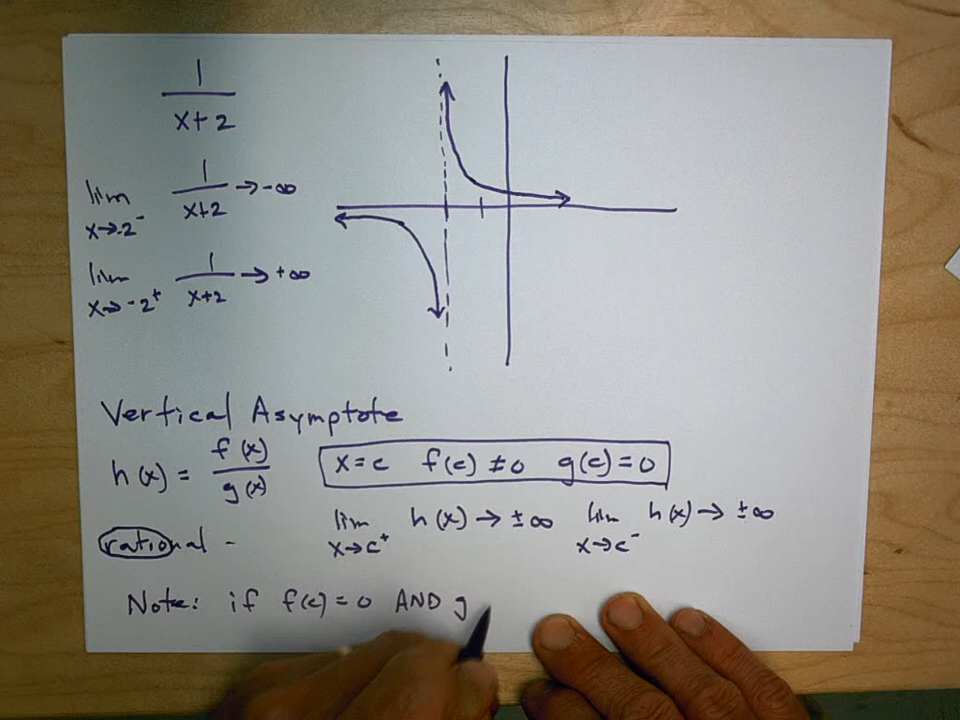 1
x+2
lim x→-2⁻ 1/(x+2) → -∞
lim x→-2⁺ 1/(x+2) → +∞
Vertical Asymptote
h(x) = f(x)/g(x) x=c f(c) ≠ 0 g(c) = 0
rational - lim x→c⁺ h(x) → ±∞ lim x→c⁻ h(x) → ±∞
Note: if f(c) = 0 AND g